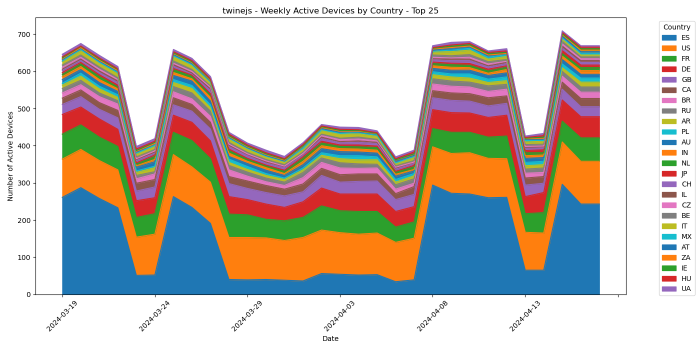 twinejs - Weekly Active Devices by Country - Top 25
Number of Active Devices
700
600
500
400
300
200
100
0
2024-03-19
2024-03-24
2024-03-29
2024-04-03
2024-04-08
2024-04-13
Date
Country
ES
US
FR
DE
GB
CA
BR
RU
AR
PL
AU
IN
NL
JP
CH
IL
CZ
BE
IT
MX
AT
ZA
IE
HU
UA